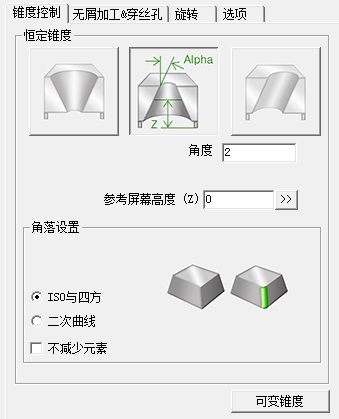 锥度控制 无屑加工&穿丝孔 旋转 选项
恒定锥度
Alpha
Z
角度 2
参考屏幕高度 (Z) 0 >>
角落设置
ISO与四方
二次曲线
不减少元素
可变锥度